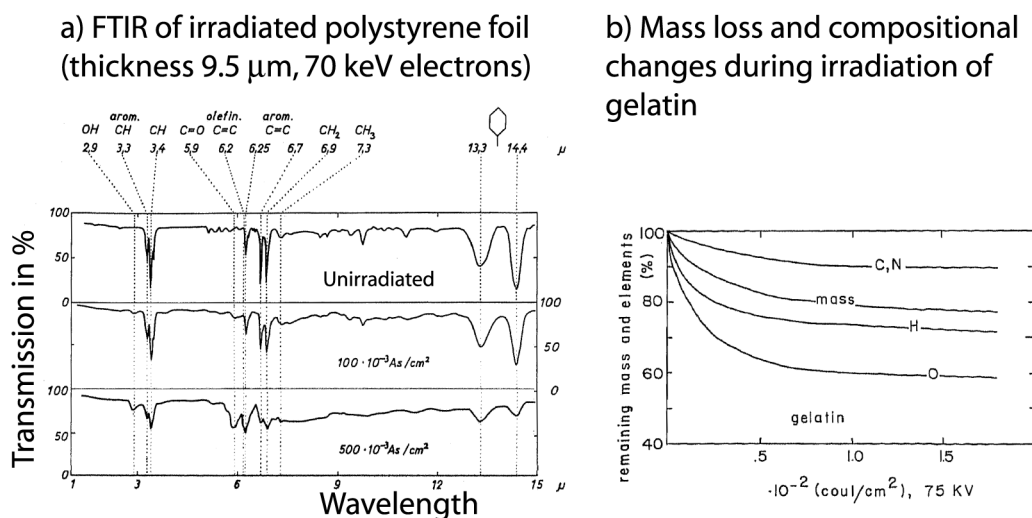 a) FTIR of irradiated polystyrene foil
(thickness 9.5 μm, 70 keV electrons)
arom. olefin. arom.
OH CH CH C=O C=C C=C CH₂ CH₃
2,9 3,3 3,4 5,9 6,2 6,25 6,7 6,9 7,3 13,3 14,4 μ
Transmission in %
100
50
0
Unirradiated
100
50
0
100·10⁻³As/cm²
100
50
0
500·10⁻³As/cm²
1 3 6 9 12 μ 15
Wavelength
b) Mass loss and compositional
changes during irradiation of
gelatin
remaining mass and elements
(%)
100
80
60
40
C,N
mass
H
O
gelatin
.5 1.0 1.5
·10⁻² (coul/cm²), 75 KV